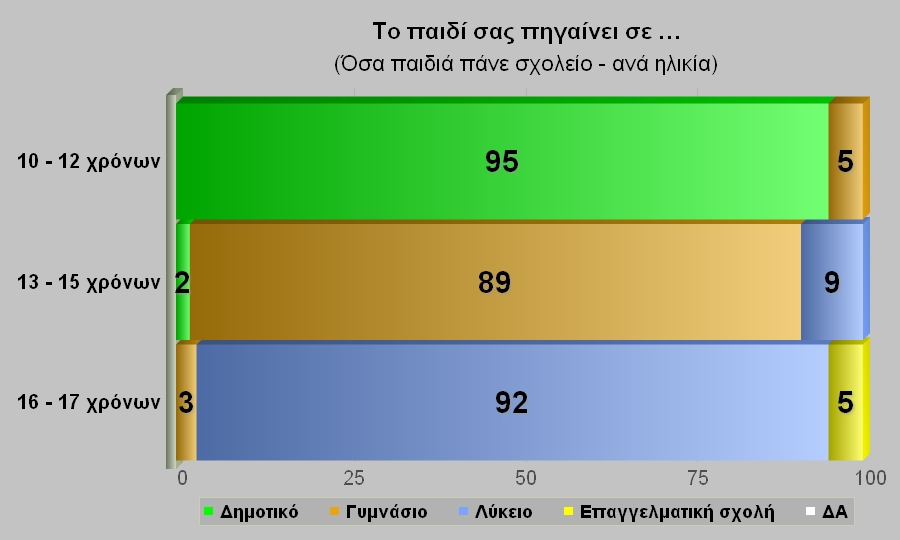 Το παιδί σας πηγαίνει σε ...
(Όσα παιδιά πάνε σχολείο - ανά ηλικία)
10 - 12 χρόνων 95 5
13 - 15 χρόνων 2 89 9
16 - 17 χρόνων 3 92 5
0 25 50 75 100
Δημοτικό Γυμνάσιο Λύκειο Επαγγελματική σχολή ΔΑ